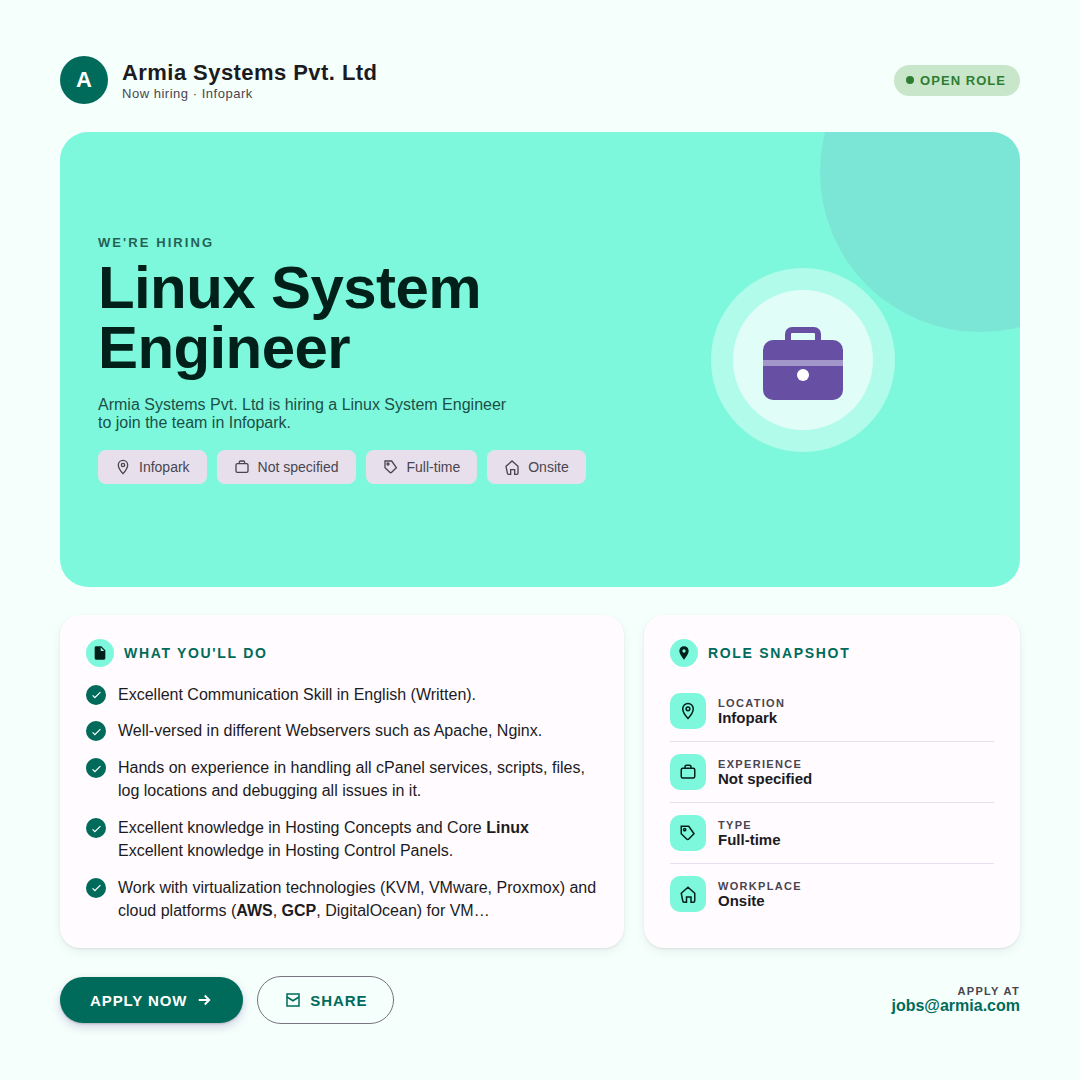 A
Armia Systems Pvt. Ltd
Now hiring · Infopark
OPEN ROLE
WE'RE HIRING
Linux System
Engineer
Armia Systems Pvt. Ltd is hiring a Linux System Engineer
to join the team in Infopark.
Infopark
Not specified
Full-time
Onsite
WHAT YOU'LL DO
Excellent Communication Skill in English (Written).
Well-versed in different Webservers such as Apache, Nginx.
Hands on experience in handling all cPanel services, scripts, files,
log locations and debugging all issues in it.
Excellent knowledge in Hosting Concepts and Core Linux
Excellent knowledge in Hosting Control Panels.
Work with virtualization technologies (KVM, VMware, Proxmox) and
cloud platforms (AWS, GCP, DigitalOcean) for VM…
ROLE SNAPSHOT
LOCATION
Infopark
EXPERIENCE
Not specified
TYPE
Full-time
WORKPLACE
Onsite
APPLY NOW
SHARE
APPLY AT
jobs@armia.com